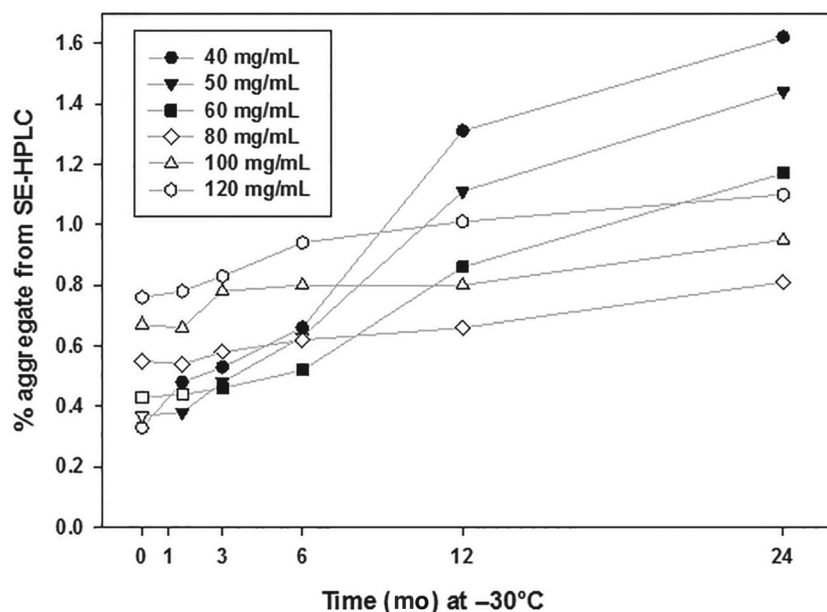 % aggregate from SE-HPLC
1.6
1.4
1.2
1.0
0.8
0.6
0.4
0.2
0.0
40 mg/mL
50 mg/mL
60 mg/mL
80 mg/mL
100 mg/mL
120 mg/mL
0 1 3 6 12 24
Time (mo) at –30°C